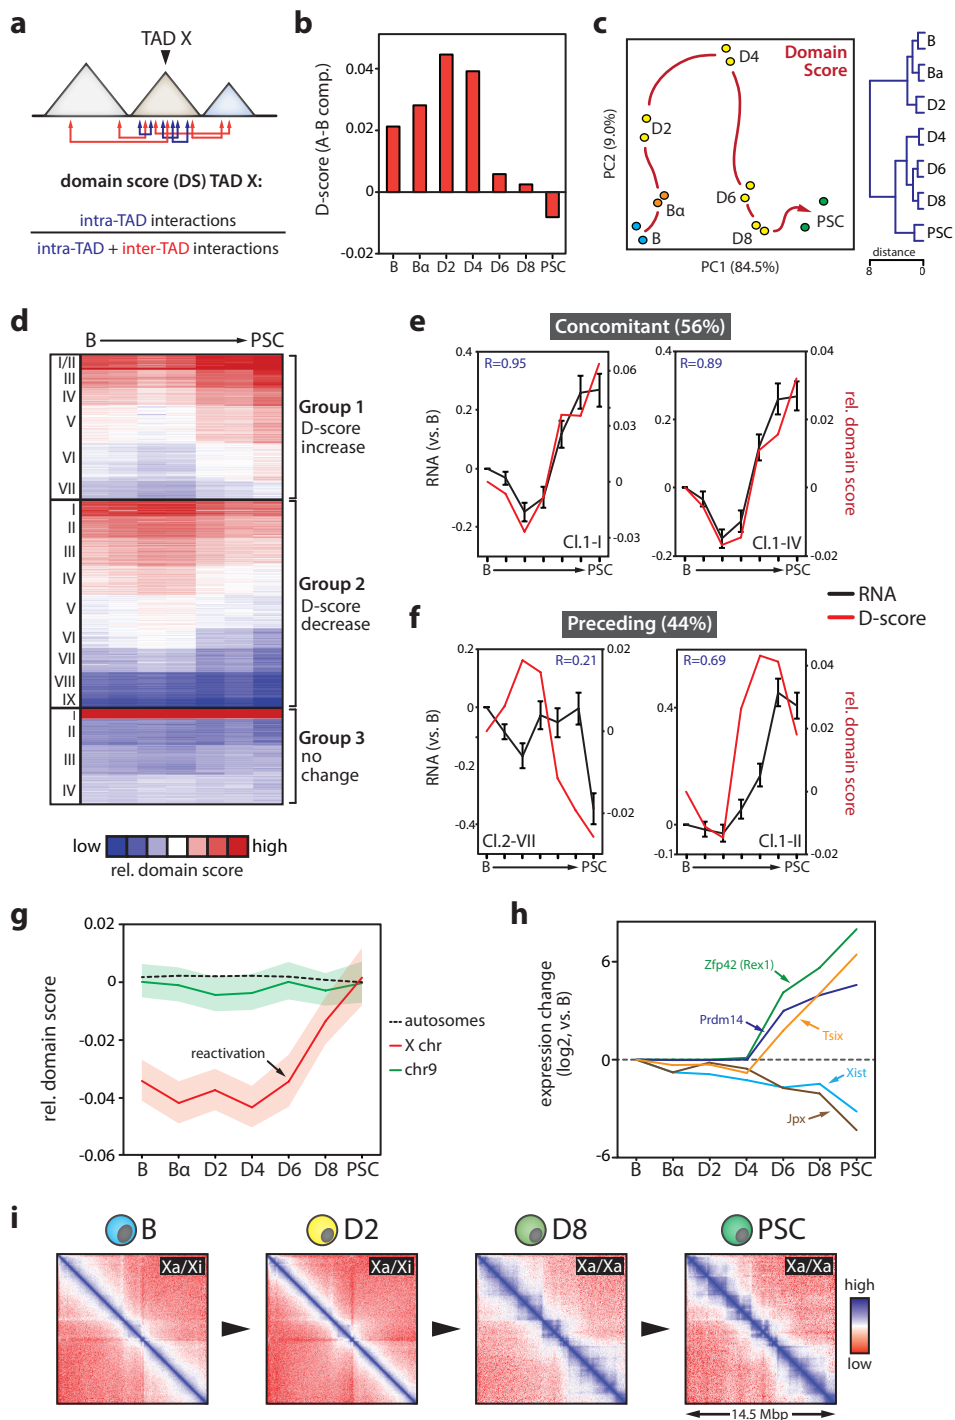 a
TAD X
domain score (DS) TAD X:
intra-TAD interactions
intra-TAD + inter-TAD interactions
b
D-score (A-B comp.)
0.04
0.02
0
-0.02
B Bα D2 D4 D6 D8 PSC
c
Domain
Score
D4
D2
Bα
B
D6
D8
PSC
PC2 (9.0%)
PC1 (84.5%)
B
Ba
D2
D4
D6
D8
PSC
distance
8 0
d
B PSC
I/II
III
IV
V
VI
VII
Group 1
D-score
increase
I
II
III
IV
V
VI
VII
VIII
IX
Group 2
D-score
decrease
I
II
III
IV
Group 3
no
change
low high
rel. domain score
e
Concomitant (56%)
RNA (vs. B)
0.4
0.2
0
-0.2
R=0.95
0.06
0.03
0
-0.03
Cl.1-I
B PSC
0.4
0.2
0
-0.2
R=0.89
0.04
0.02
0
-0.02
Cl.1-IV
B PSC
rel. domain score
RNA
D-score
f
Preceding (44%)
RNA (vs. B)
0.2
0
-0.2
-0.4
R=0.21
0.02
0
-0.02
Cl.2-VII
B PSC
0.4
0
-0.1
R=0.69
0.04
0.02
0
-0.02
Cl.1-II
B PSC
rel. domain score
g
rel. domain score
0.02
0
-0.02
-0.04
-0.06
reactivation
autosomes
X chr
chr9
B Bα D2 D4 D6 D8 PSC
h
expression change
(log2, vs. B)
6
0
-6
Zfp42 (Rex1)
Prdm14
Tsix
Xist
Jpx
B Bα D2 D4 D6 D8 PSC
i
B
D2
D8
PSC
Xa/Xi
Xa/Xi
Xa/Xa
Xa/Xa
high
low
14.5 Mbp